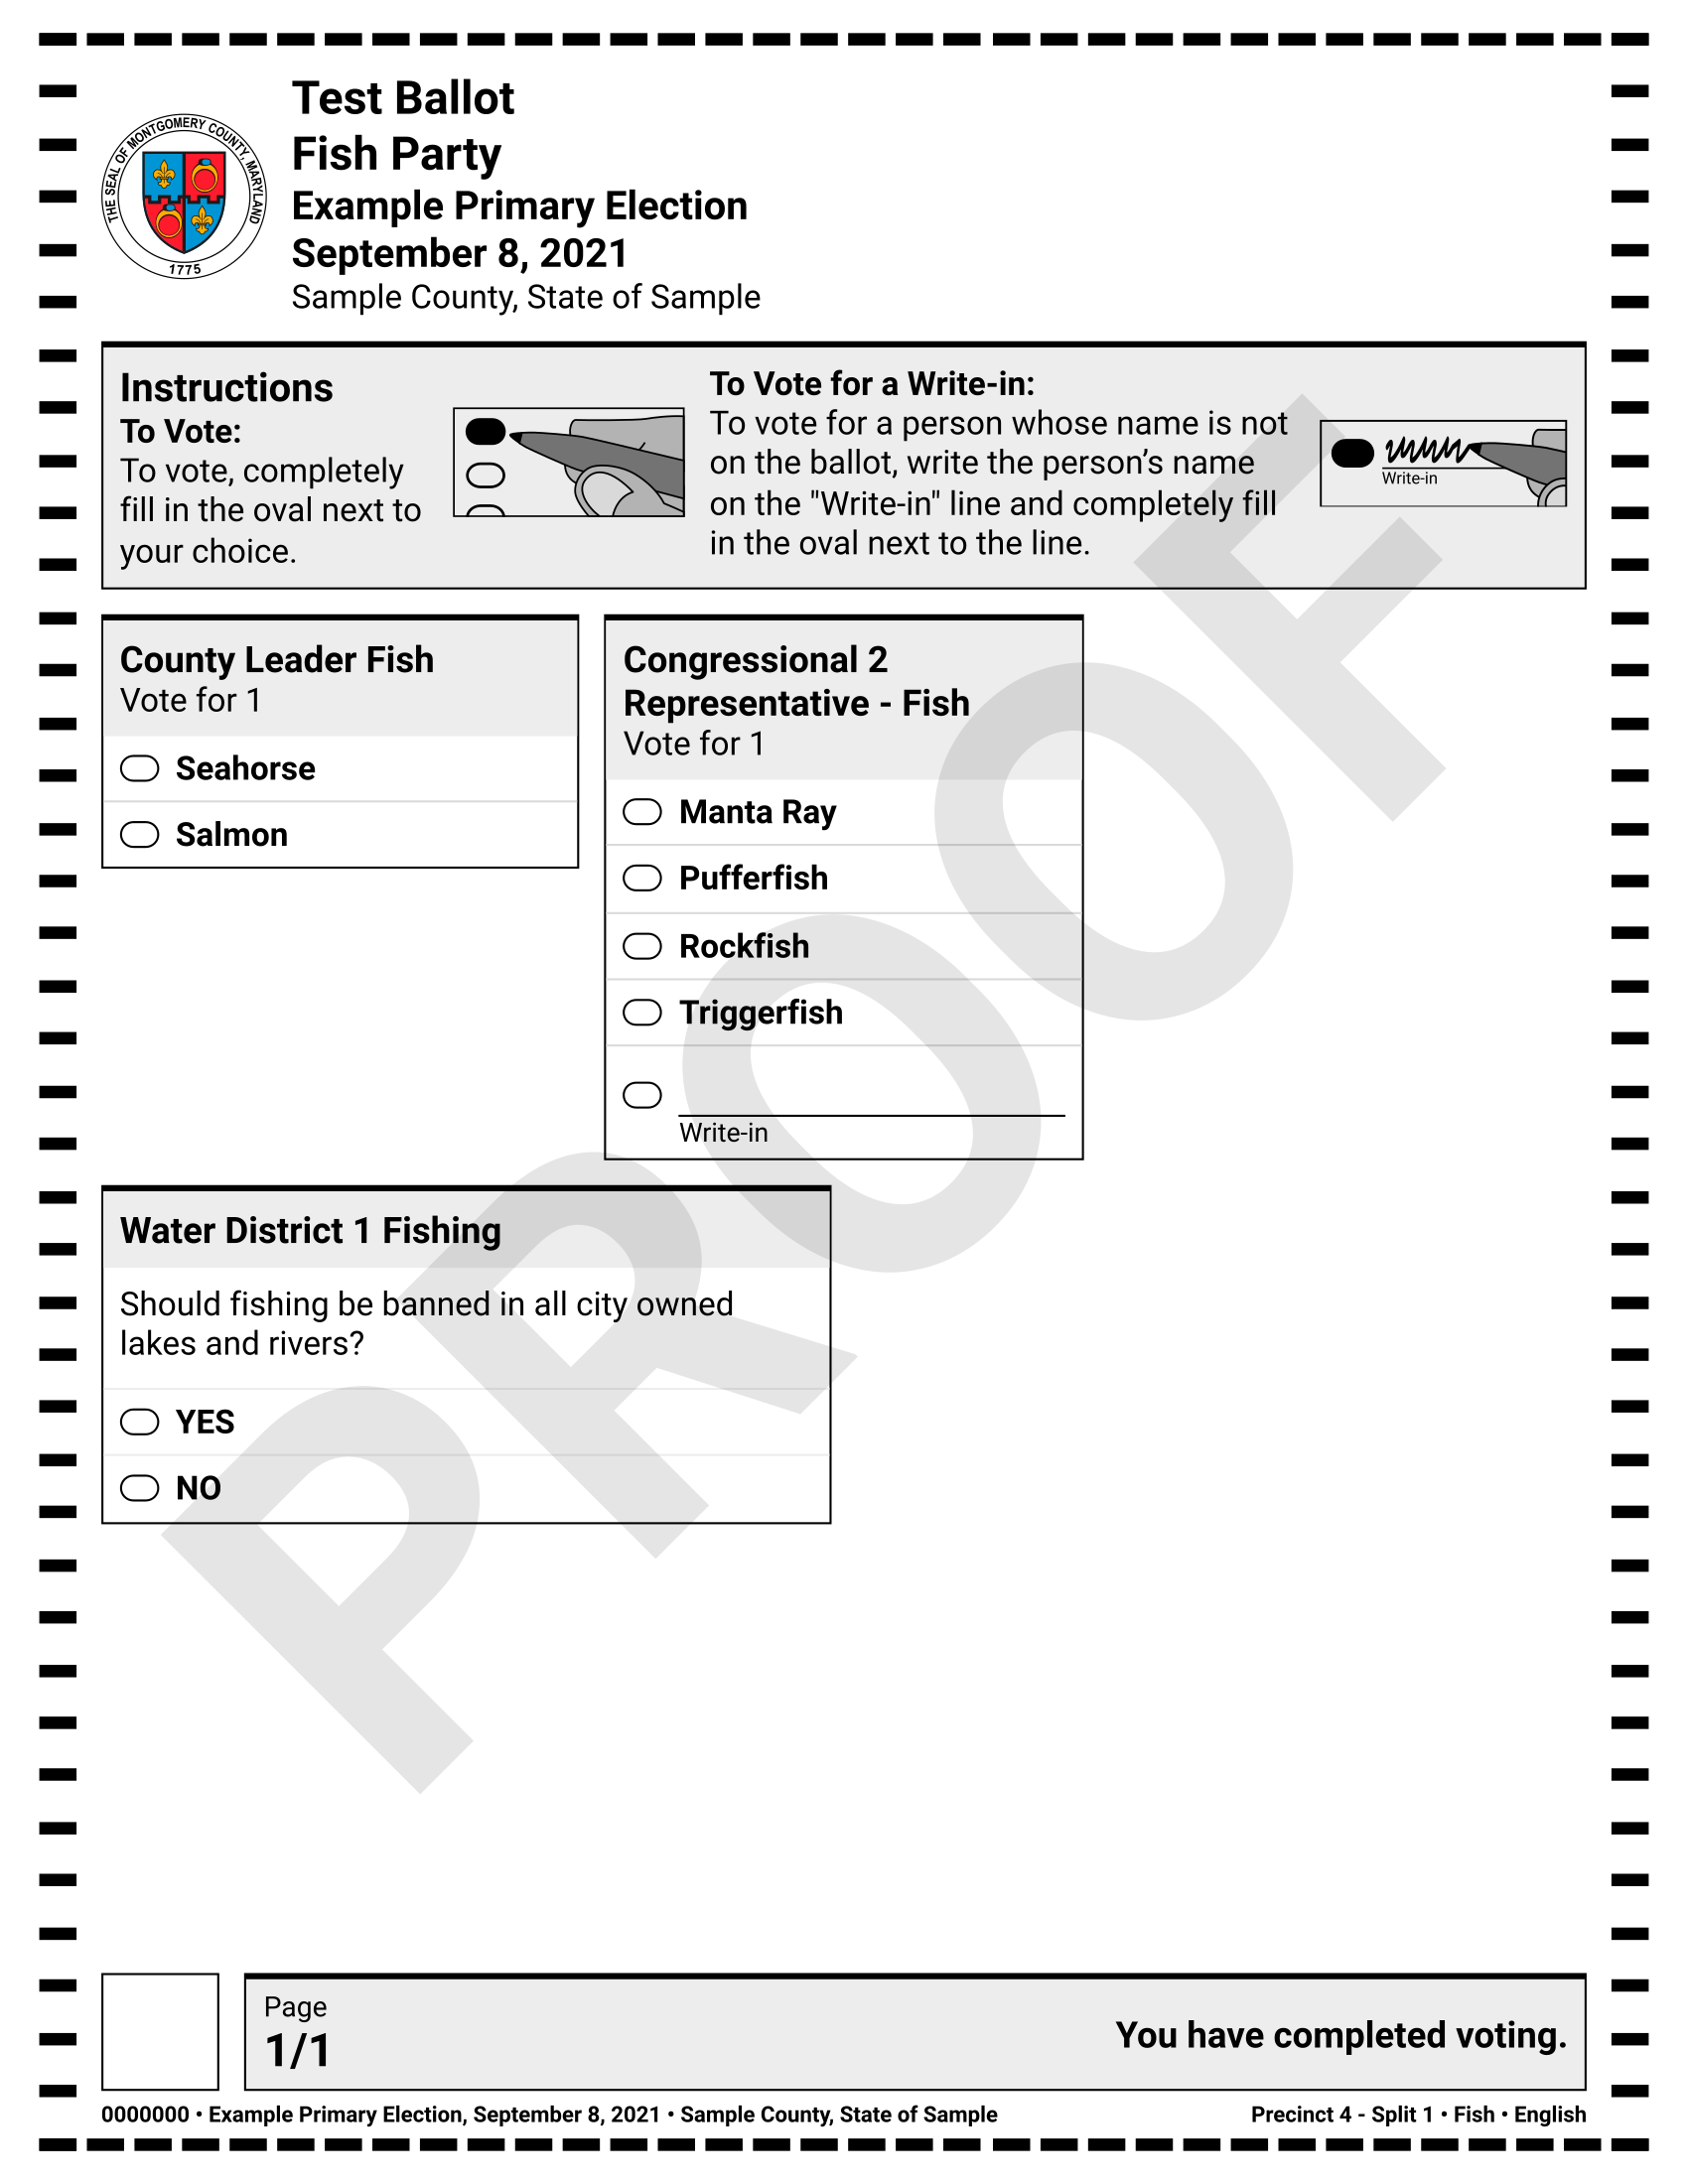 Test Ballot
Fish Party
Example Primary Election
September 8, 2021
Sample County, State of Sample
THE SEAL OF MONTGOMERY COUNTY, MARYLAND
1775
Instructions
To Vote:
To vote, completely
fill in the oval next to
your choice.
To Vote for a Write-in:
To vote for a person whose name is not
on the ballot, write the person’s name
on the "Write-in" line and completely fill
in the oval next to the line.
Write-in
County Leader Fish
Vote for 1
Seahorse
Salmon
Congressional 2
Representative - Fish
Vote for 1
Manta Ray
Pufferfish
Rockfish
Triggerfish
Write-in
Water District 1 Fishing
Should fishing be banned in all city owned
lakes and rivers?
YES
NO
PROOF
Page
1/1
You have completed voting.
0000000 • Example Primary Election, September 8, 2021 • Sample County, State of Sample
Precinct 4 - Split 1 • Fish • English